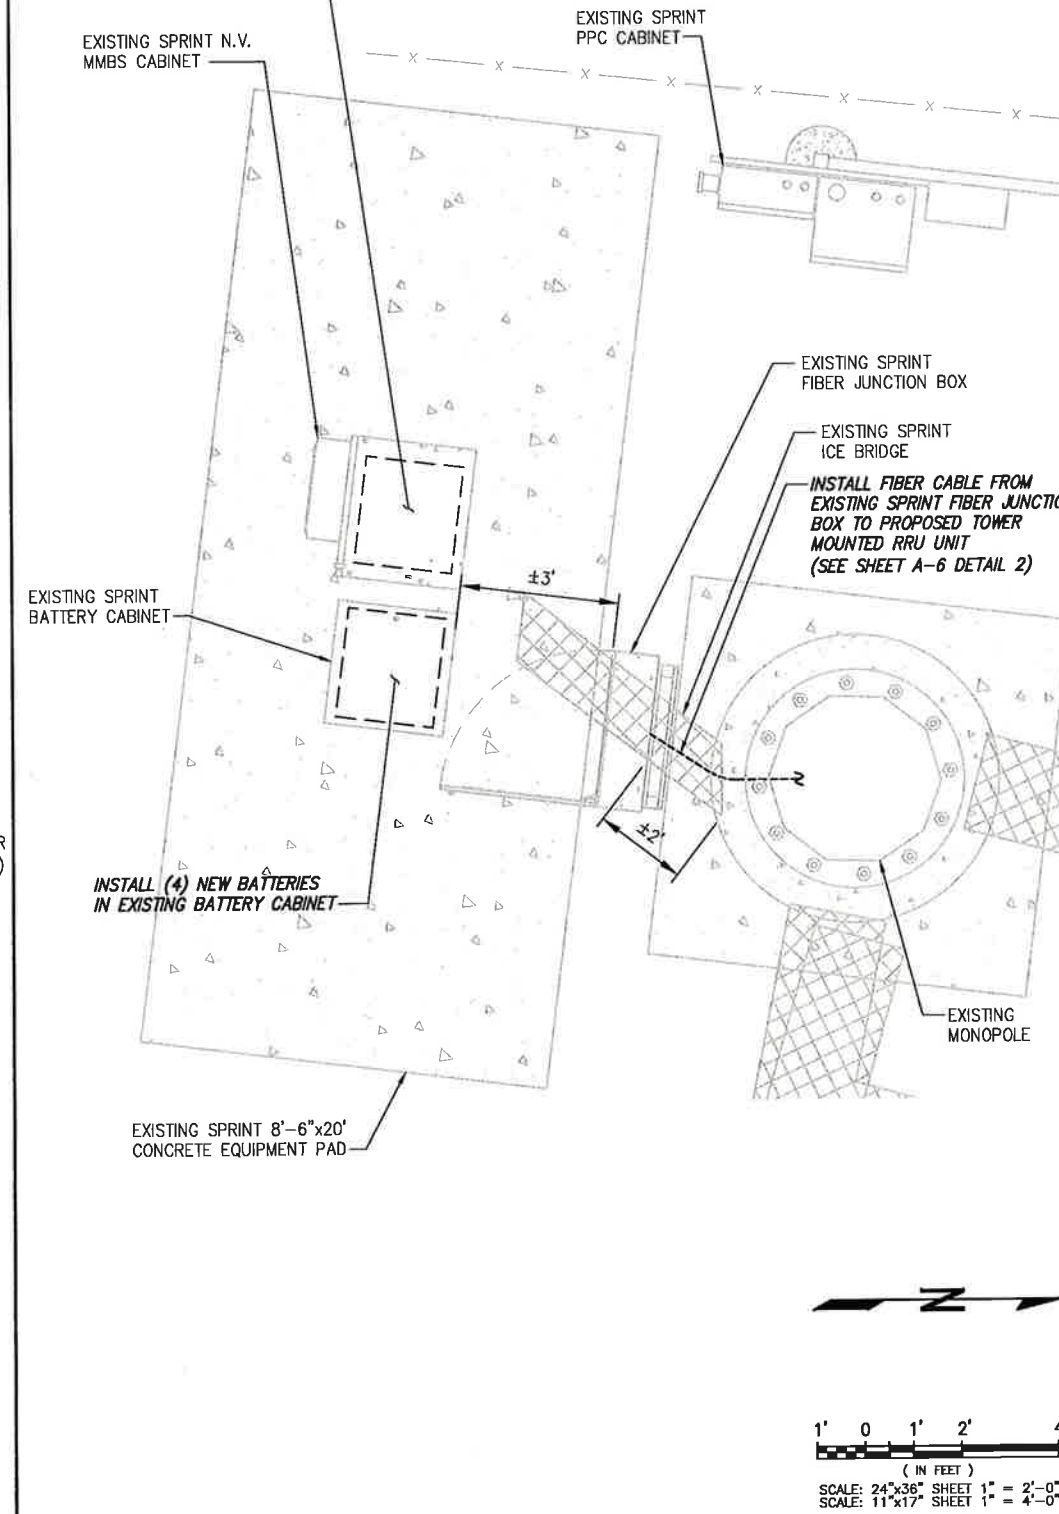 EXISTING SPRINT
PPC CABINET
EXISTING SPRINT N.V.
MMBS CABINET
EXISTING SPRINT
FIBER JUNCTION BOX
EXISTING SPRINT
ICE BRIDGE
INSTALL FIBER CABLE FROM
EXISTING SPRINT FIBER JUNCTIO
BOX TO PROPOSED TOWER
MOUNTED RRU UNIT
(SEE SHEET A-6 DETAIL 2)
±3'
EXISTING SPRINT
BATTERY CABINET
±2'
R
)
INSTALL (4) NEW BATTERIES
IN EXISTING BATTERY CABINET
EXISTING
MONOPOLE
EXISTING SPRINT 8'-6"x20'
CONCRETE EQUIPMENT PAD
N
1' 0 1' 2' 4
( IN FEET )
SCALE: 24"x36" SHEET 1" = 2'-0"
SCALE: 11"x17" SHEET 1" = 4'-0"